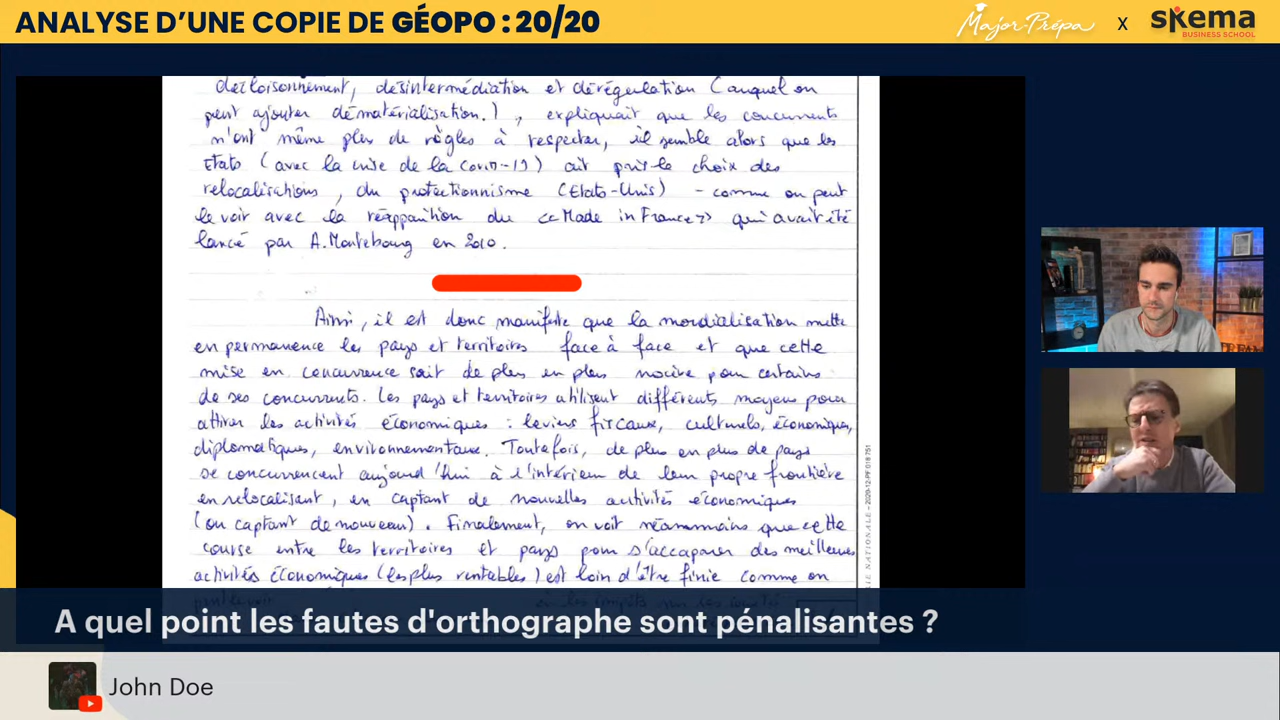 ANALYSE D'UNE COPIE DE GÉOPO : 20/20
Major-Prépa x skema
BUSINESS SCHOOL
décloisonnement, désintermédiation et dérégulation (auquel on
peut ajouter dématérialisation.), expliquait que les concurrents
n'ont même plus de règles à respecter, il semble alors que les
Etats (avec la crise de la Covid-19) ait pris le choix des
relocalisations, du protectionnisme (Etats-Unis) - comme on peut
le voir avec la réapparition du << Made in France >> qui avait été
lancé par A. Montebourg en 2010.
Ainsi, il est donc manifeste que la mondialisation mette
en permanence les pays et territoires face à face et que cette
mise en concurrence soit de plus en plus nocive pour certains
de ses concurrents. Les pays et territoires utilisent différents moyens pour
attirer les activités économiques : leviers fiscaux, culturels, économiques,
diplomatiques, environnementaux. Toutefois, de plus en plus de pays
se concurrencent aujourd'hui à l'intérieur de leur propre frontière
en relocalisant, en captant de nouvelles activités économiques
(ou captant de nouveau). Finalement, on voit néanmoins que cette
course entre les territoires et pays pour s'accaparer des meilleures
activités économiques (les plus rentables) est loin d'être finie comme on
IE NATIONALE - 2020-12-PF 018 751
A quel point les fautes d'orthographe sont pénalisantes ?
John Doe